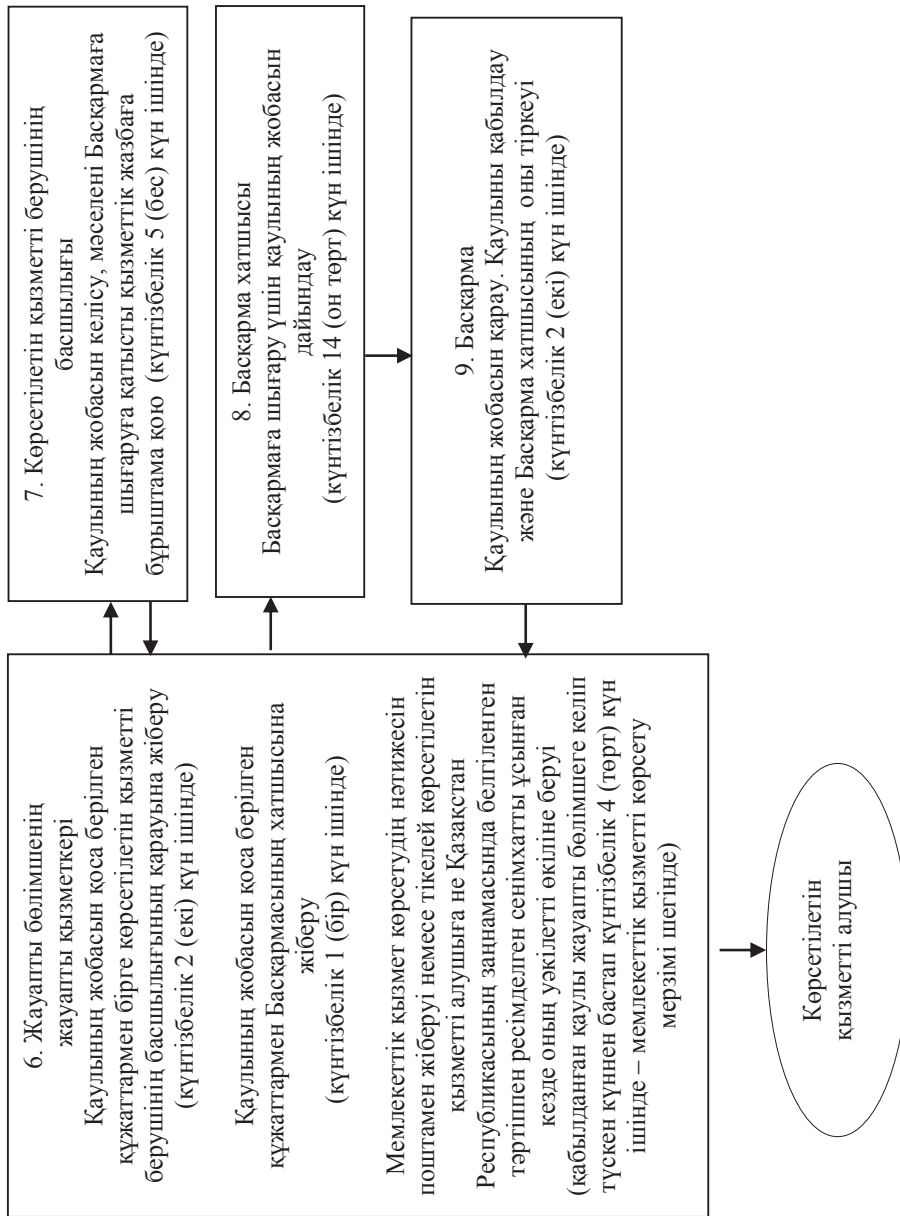 6. Жауапты бөлімшенің
жауапты қызметкері
Қаулының жобасын қоса берілген
құжаттармен бірге көрсетілетін қызметті
берушінің басшылығының қарауына жіберу
(күнтізбелік 2 (екі) күн ішінде)
Қаулының жобасын қоса берілген
құжаттармен Басқармасының хатшысына
жіберу
(күнтізбелік 1 (бір) күн ішінде)
Мемлекеттік қызмет көрсетудің нәтижесін
поштамен жіберуі немесе тікелей көрсетілетін
қызметті алушыға не Қазақстан
Республикасының заңнамасында белгіленген
тәртіппен ресімделген сенімхатты ұсынған
кезде оның уәкілетті өкіліне беруі
(қабылданған қаулы жауапты бөлімшеге келіп
түскен күннен бастап күнтізбелік 4 (төрт) күн
ішінде – мемлекеттік қызметті көрсету
мерзімі шегінде)
7. Көрсетілетін қызметті берушінің
басшылығы
Қаулының жобасын келісу, мәселені Басқармаға
шығаруға қатысты қызметтік жазбаға
бұрыштама қою (күнтізбелік 5 (бес) күн ішінде)
8. Басқарма хатшысы
Басқармаға шығару үшін қаулының жобасын
дайындау
(күнтізбелік 14 (он төрт) күн ішінде)
9. Басқарма
Қаулының жобасын қарау. Қаулыны қабылдау
және Басқарма хатшысының оны тіркеуі
(күнтізбелік 2 (екі) күн ішінде)
Көрсетілетін
қызметті алушы